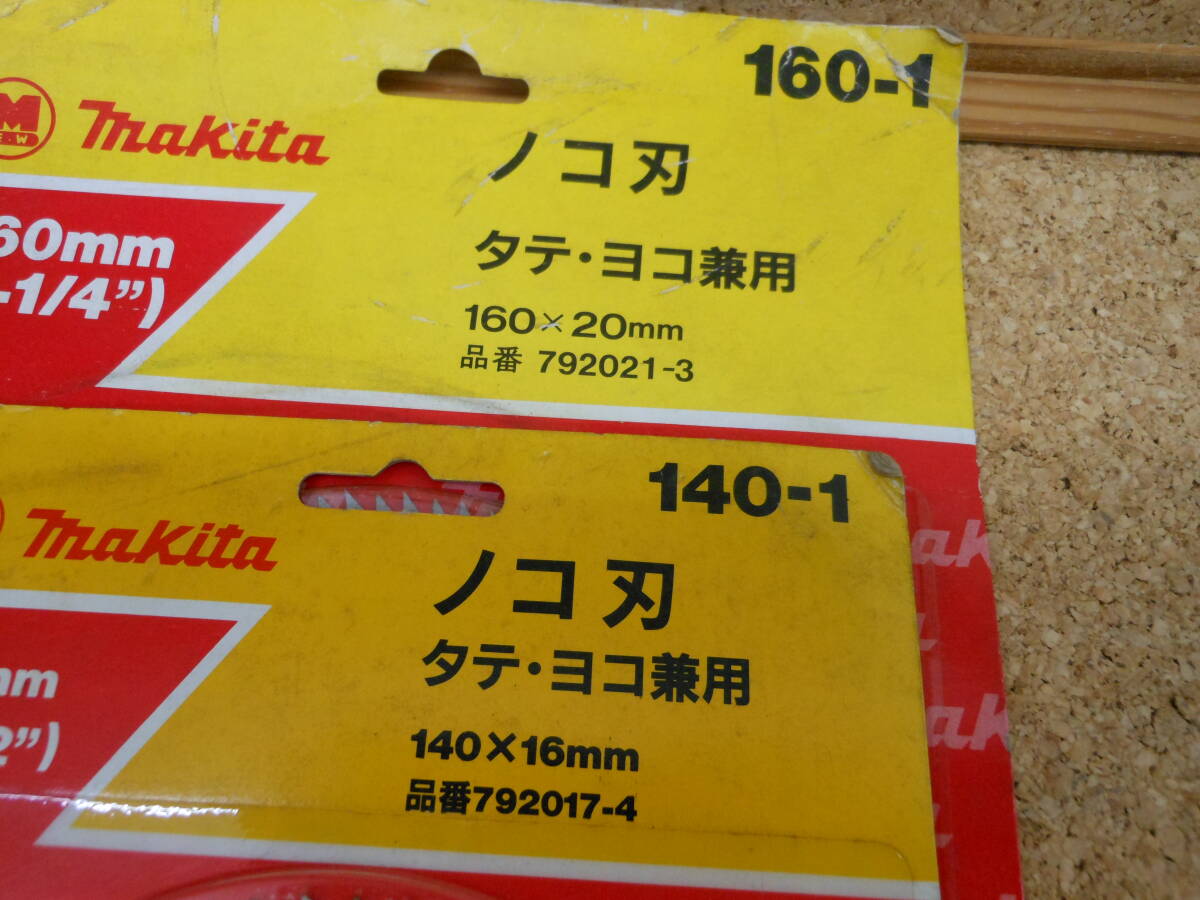 160-1
M
E.W
makita
ノコ刃
60mm
-1/4”)
タテ・ヨコ兼用
160×20mm
品番 792021-3
140-1
makita
ノコ刃
mm
2”)
タテ・ヨコ兼用
140×16mm
品番792017-4
ak
ak